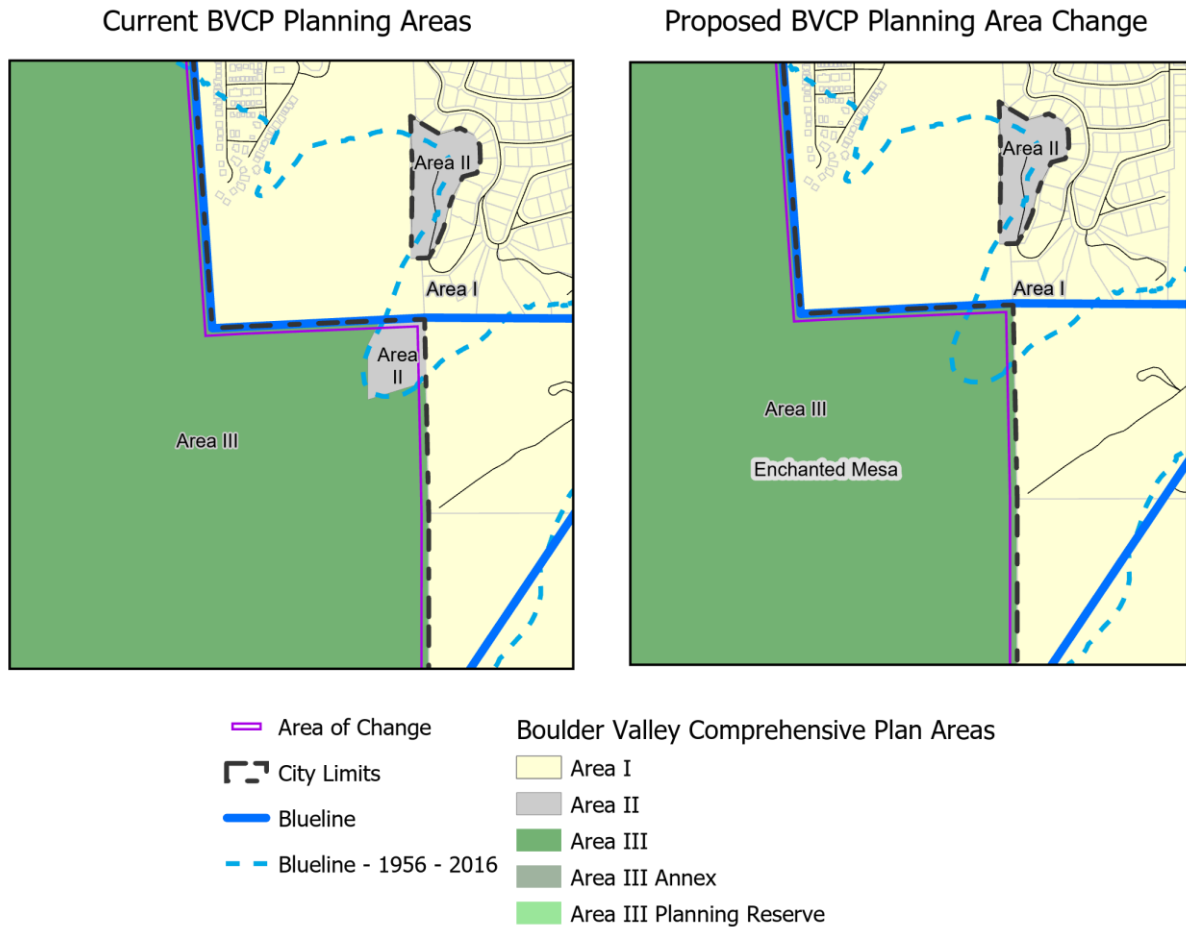 Current BVCP Planning Areas
Proposed BVCP Planning Area Change
Area II
Area I
Area
II
Area III
Area II
Area I
Area III
Enchanted Mesa
Area of Change
City Limits
Blueline
Blueline - 1956 - 2016
Boulder Valley Comprehensive Plan Areas
Area I
Area II
Area III
Area III Annex
Area III Planning Reserve